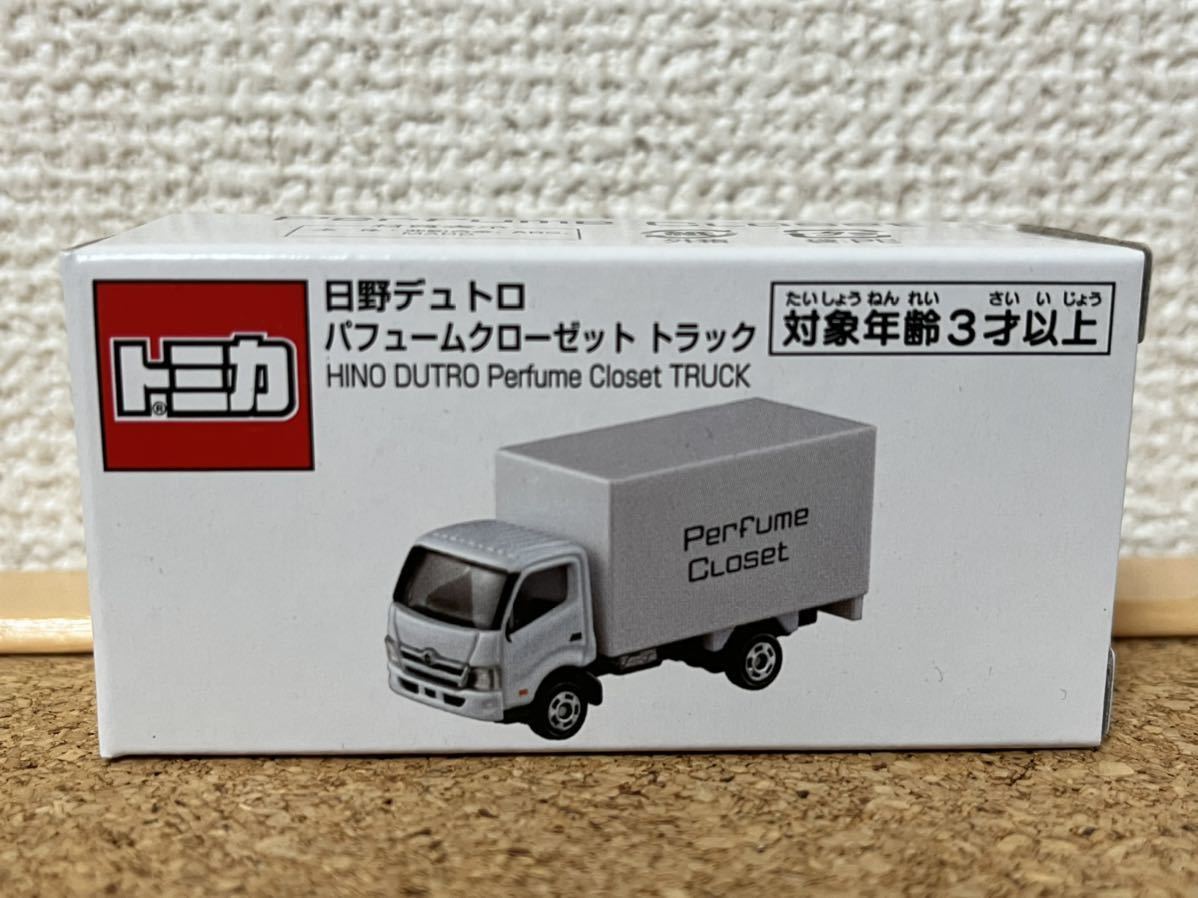 Perfume Closet
トミカ®
日野デュトロ
パフュームクローゼット トラック
HINO DUTRO Perfume Closet TRUCK
たいしょうねんれい さいいじょう
対象年齢3才以上
Perfume
Closet